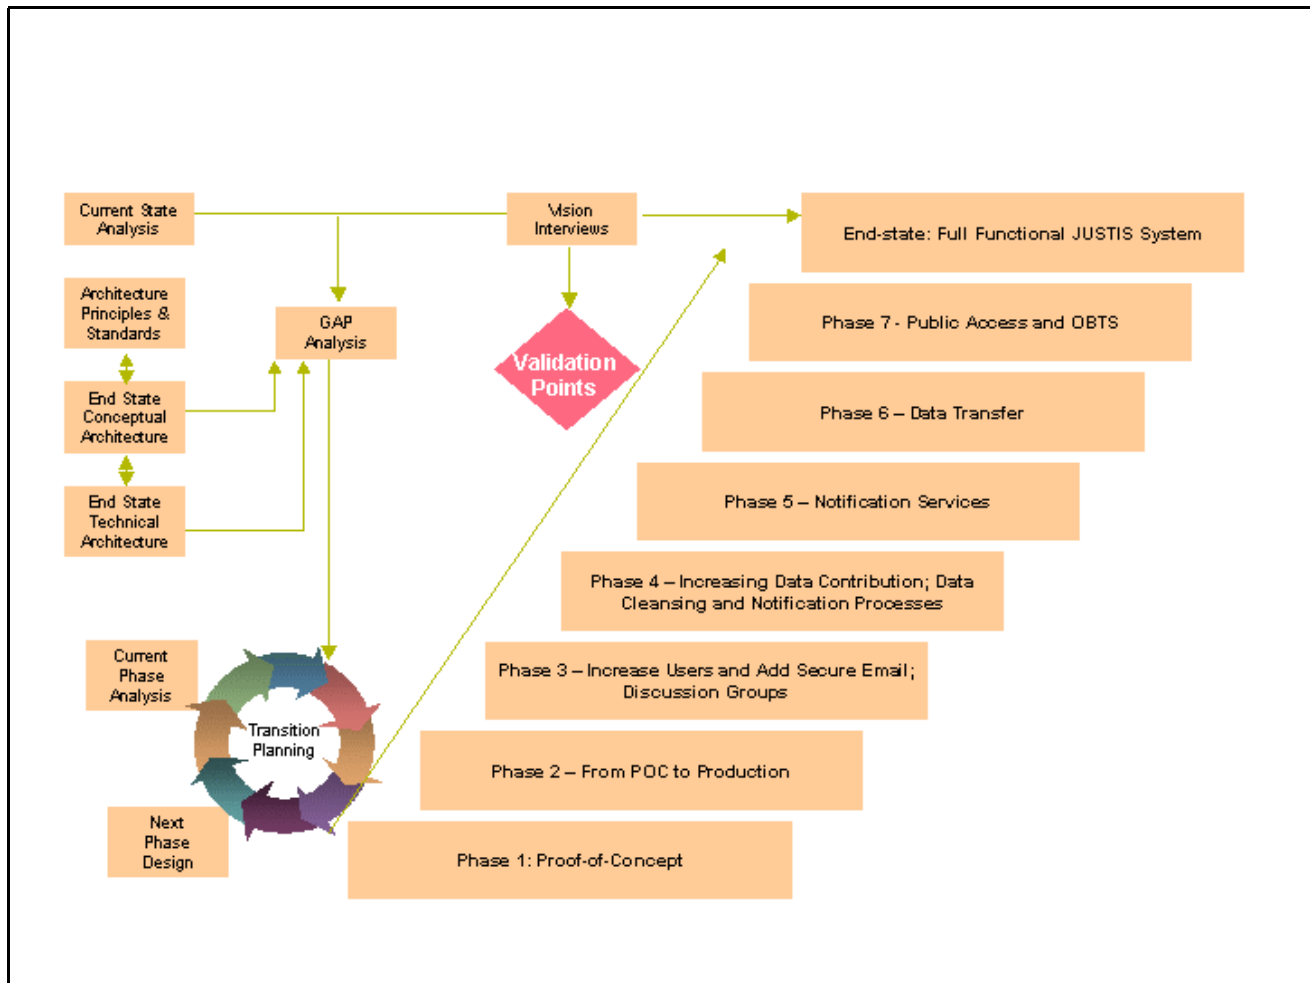 Current State
Analysis
Vision
Interviews
End-state: Full Functional JUSTIS System
Architecture
Principles &
Standards
GAP
Analysis
Validation
Points
Phase 7 - Public Access and OBTS
End State
Conceptual
Architecture
Phase 6 – Data Transfer
End State
Technical
Architecture
Phase 5 – Notification Services
Phase 4 – Increasing Data Contribution; Data
Cleansing and Notification Processes
Current
Phase
Analysis
Phase 3 – Increase Users and Add Secure Email;
Discussion Groups
Transition
Planning
Phase 2 – From POC to Production
Next
Phase
Design
Phase 1: Proof-of-Concept